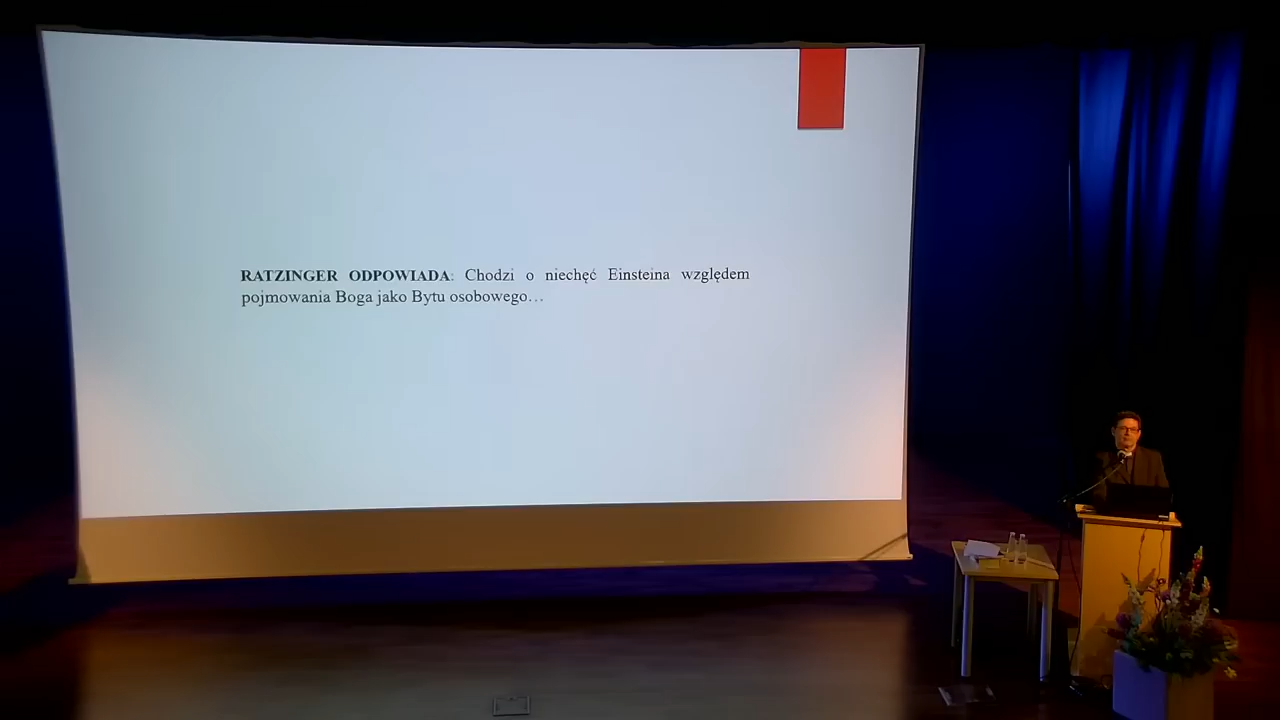 RATZINGER ODPOWIADA: Chodzi o niechęć Einsteina względem
pojmowania Boga jako Bytu osobowego…